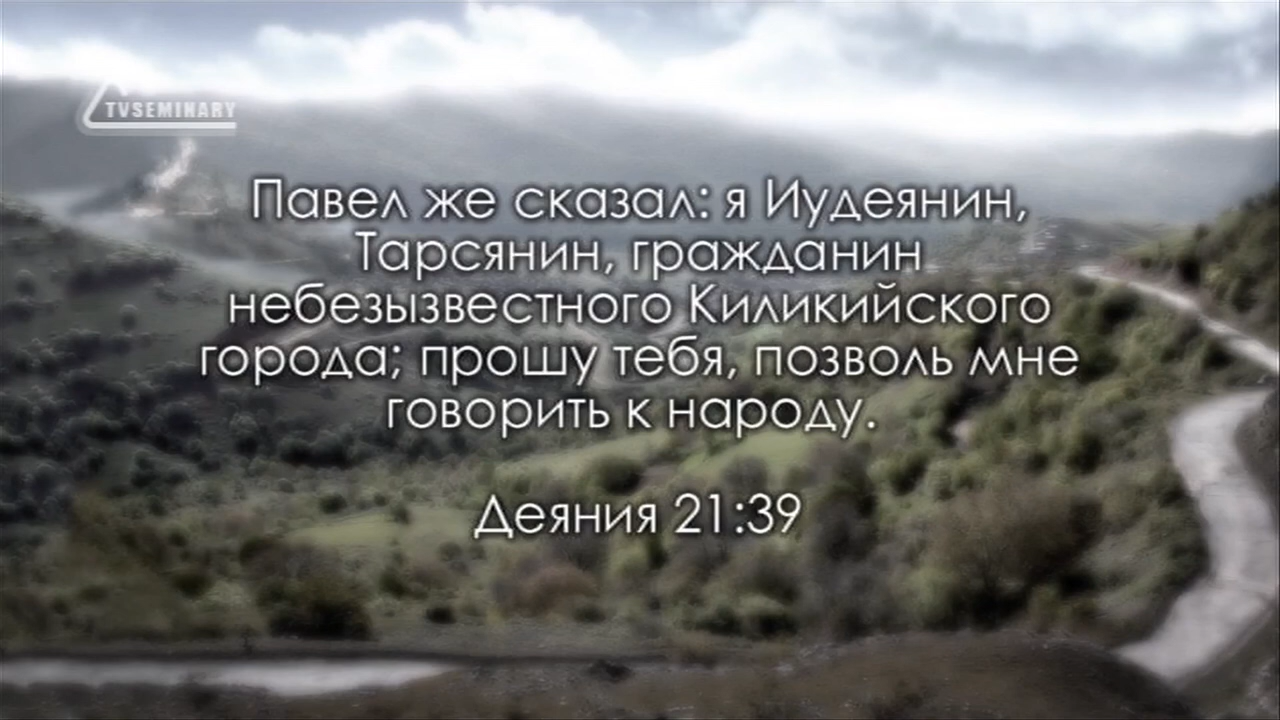 TVSEMINARY
Павел же сказал: я Иудеянин,
Тарсянин, гражданин
небезызвестного Киликийского
города; прошу тебя, позволь мне
говорить к народу.
Деяния 21:39